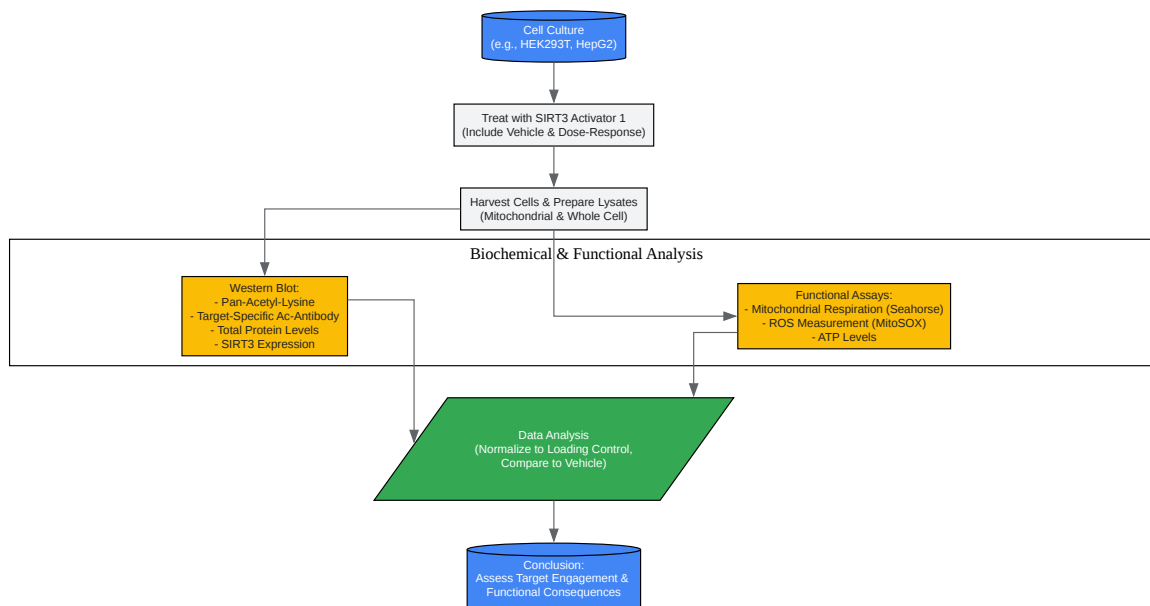 Cell Culture
(e.g., HEK293T, HepG2)
Treat with SIRT3 Activator 1
(Include Vehicle & Dose-Response)
Harvest Cells & Prepare Lysates
(Mitochondrial & Whole Cell)
Biochemical & Functional Analysis
Western Blot:
- Pan-Acetyl-Lysine
- Target-Specific Ac-Antibody
- Total Protein Levels
- SIRT3 Expression
Functional Assays:
- Mitochondrial Respiration (Seahorse)
- ROS Measurement (MitoSOX)
- ATP Levels
Data Analysis
(Normalize to Loading Control,
Compare to Vehicle)
Conclusion:
Assess Target Engagement &
Functional Consequences